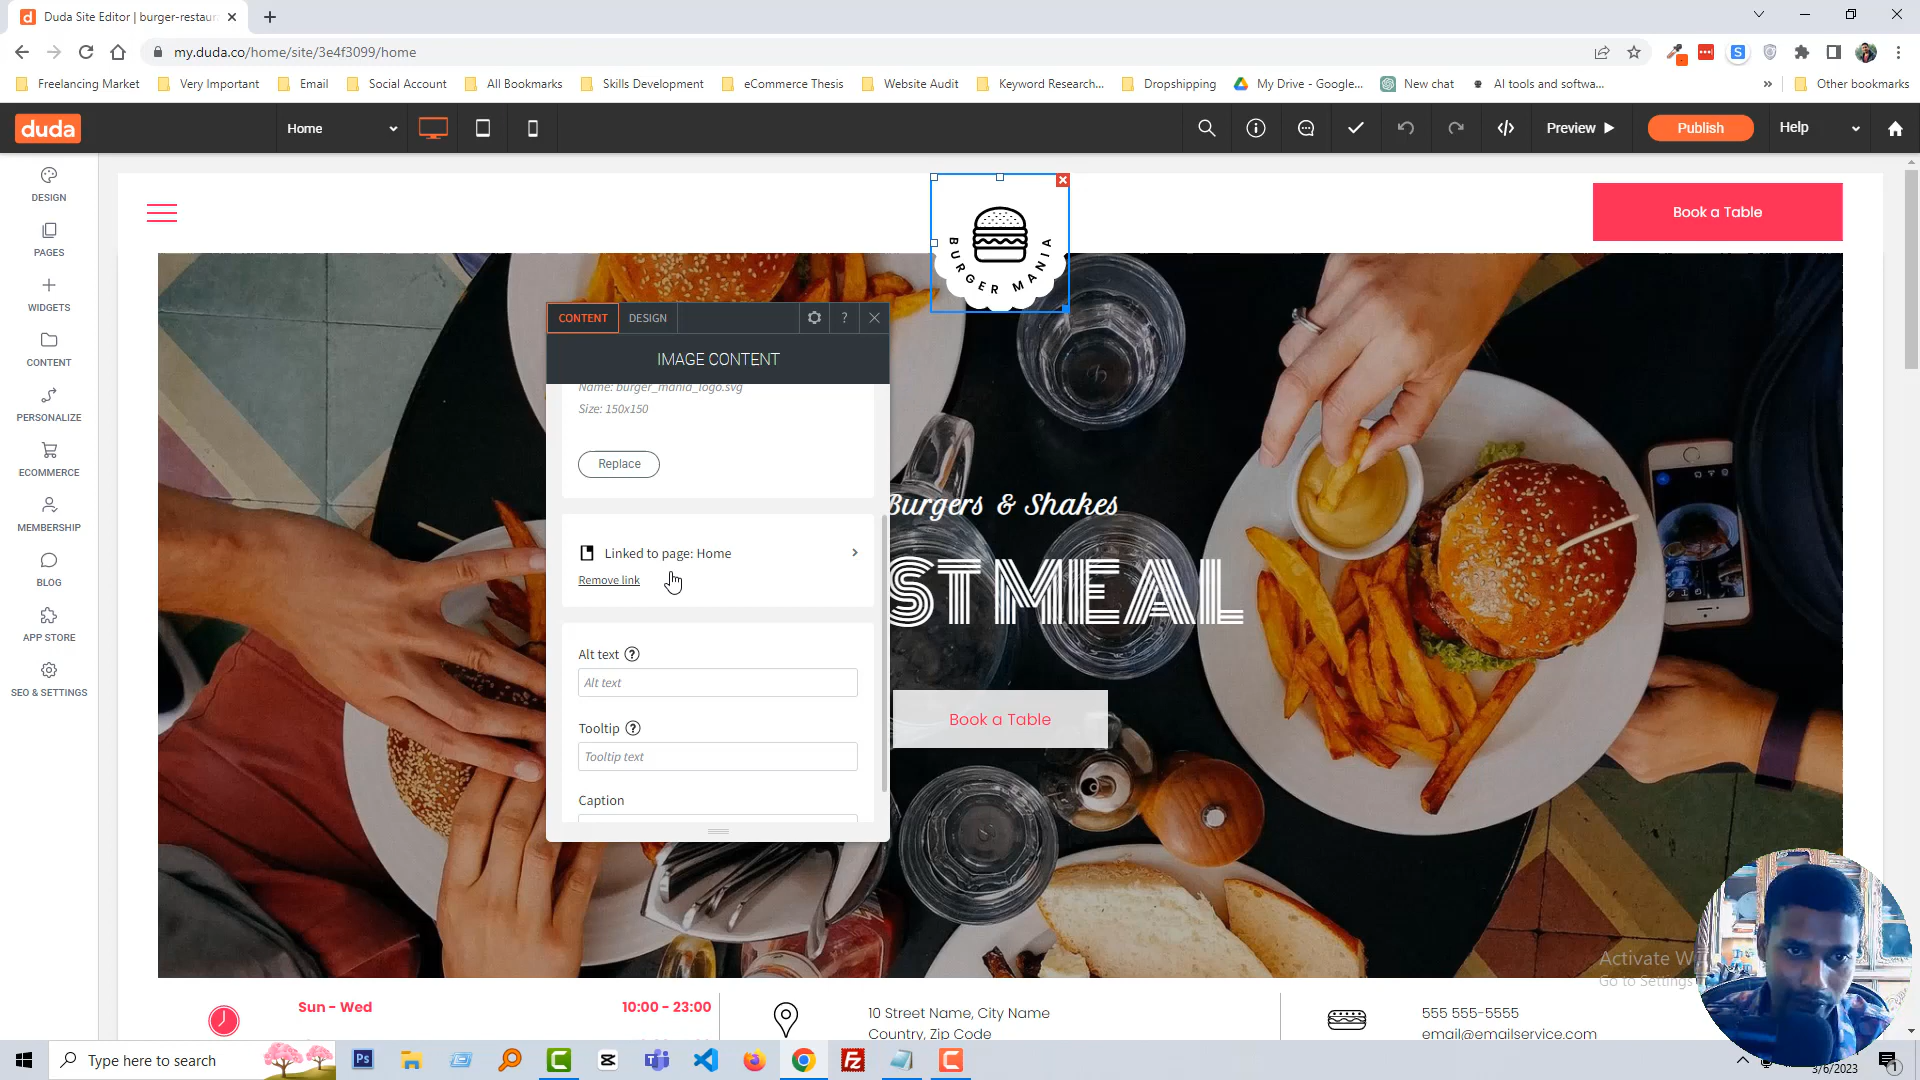 Duda Site Editor | burger-restaur
my.duda.co/home/site/3e4f3099/home
Freelancing Market
Very Important
Email
Social Account
All Bookmarks
Skills Development
eCommerce Thesis
Website Audit
Keyword Research...
Dropshipping
My Drive - Google...
New chat
AI tools and softwa...
»
Other bookmarks
duda
Home
Preview
Publish
Help
DESIGN
PAGES
WIDGETS
CONTENT
PERSONALIZE
ECOMMERCE
MEMBERSHIP
BLOG
APP STORE
SEO & SETTINGS
BURGER MANIA
Book a Table
CONTENT
DESIGN
?
IMAGE CONTENT
Name: burger_mania_logo.svg
Size: 150x150
Replace
Linked to page: Home
Remove link
Alt text ?
Alt text
Tooltip ?
Tooltip text
Caption
Burgers & Shakes
STMEAL
Book a Table
Sun - Wed
10:00 - 23:00
10 Street Name, City Name
Country, Zip Code
555 555-5555
email@emailservice.com
Activate W
Go to Settings
Type here to search
Ps
3/6/2023
1